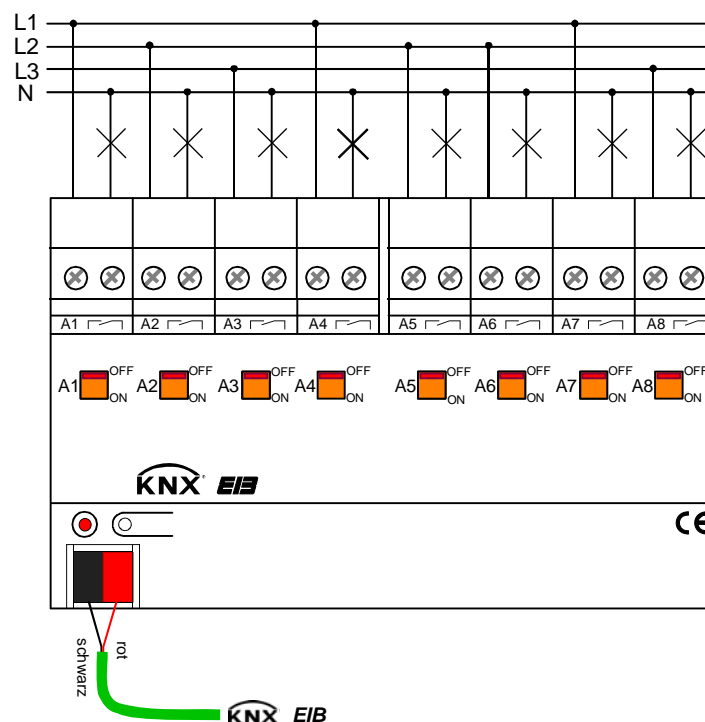 L1
L2
L3
N
A1 A2 A3 A4 A5 A6 A7 A8
OFF OFF OFF OFF OFF OFF OFF OFF
A1 A2 A3 A4 A5 A6 A7 A8
ON ON ON ON ON ON ON ON
KNX EIB
CE
rot
schwarz
KNX EIB